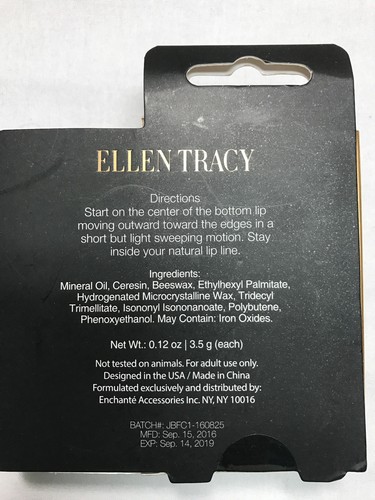 ELLEN TRACY
Directions
Start on the center of the bottom lip
moving outward toward the edges in a
short but light sweeping motion. Stay
inside your natural lip line.
Ingredients:
Mineral Oil, Ceresin, Beeswax, Ethylhexyl Palmitate,
Hydrogenated Microcrystalline Wax, Tridecyl
Trimellitate, Isononyl Isononanoate, Polybutene,
Phenoxyethanol. May Contain: Iron Oxides.
Net Wt.: 0.12 oz | 3.5 g (each)
Not tested on animals. For adult use only.
Designed in the USA / Made in China
Formulated exclusively and distributed by:
Enchanté Accessories Inc. NY, NY 10016
BATCH#: JBFC1-160825
MFD: Sep. 15, 2016
EXP: Sep. 14, 2019